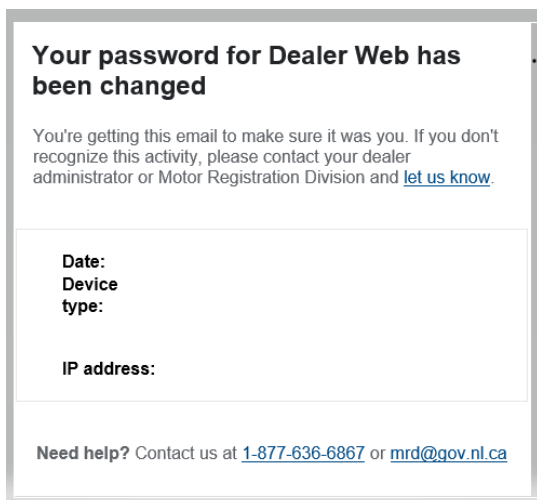 Your password for Dealer Web has
been changed
You're getting this email to make sure it was you. If you don't
recognize this activity, please contact your dealer
administrator or Motor Registration Division and let us know.
Date:
Device
type:
IP address:
Need help? Contact us at 1-877-636-6867 or mrd@gov.nl.ca